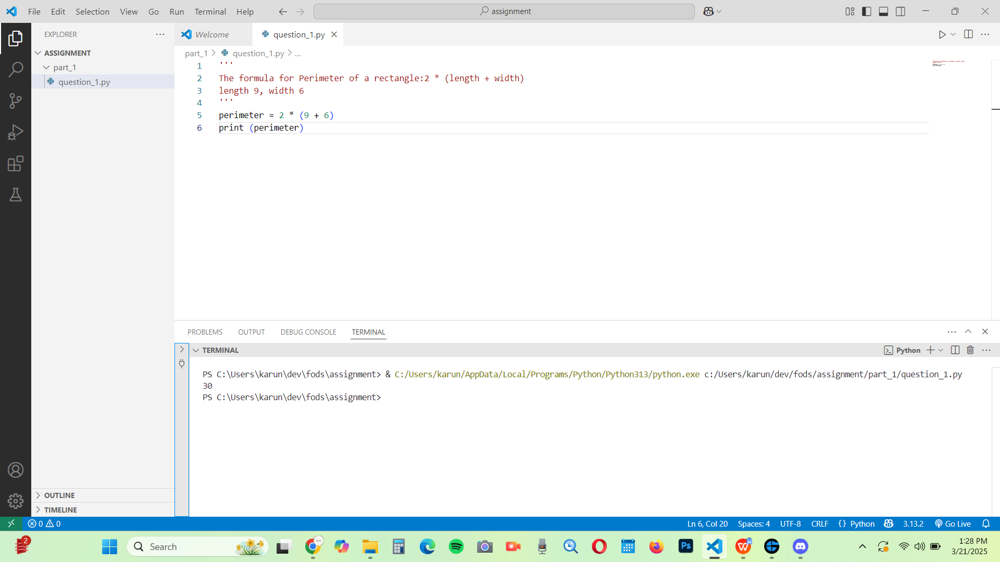 File Edit Selection View Go Run Terminal Help
assignment
EXPLORER
Welcome
question_1.py
ASSIGNMENT
part_1
question_1.py
part_1 > question_1.py > ...
1 '''
2 The formula for Perimeter of a rectangle:2 * (length + width)
3 length 9, width 6
4 '''
5 perimeter = 2 * (9 + 6)
6 print (perimeter)
PROBLEMS OUTPUT DEBUG CONSOLE TERMINAL
TERMINAL
Python
PS C:\Users\karun\dev\fods\assignment> & C:/Users/karun/AppData/Local/Programs/Python/Python313/python.exe c:/Users/karun/dev/fods/assignment/part_1/question_1.py
30
PS C:\Users\karun\dev\fods\assignment>
OUTLINE
TIMELINE
0 0
Ln 6, Col 20 Spaces: 4 UTF-8 CRLF {} Python 3.13.2 Go Live
2
Search
Ps
W
1:28 PM
3/21/2025